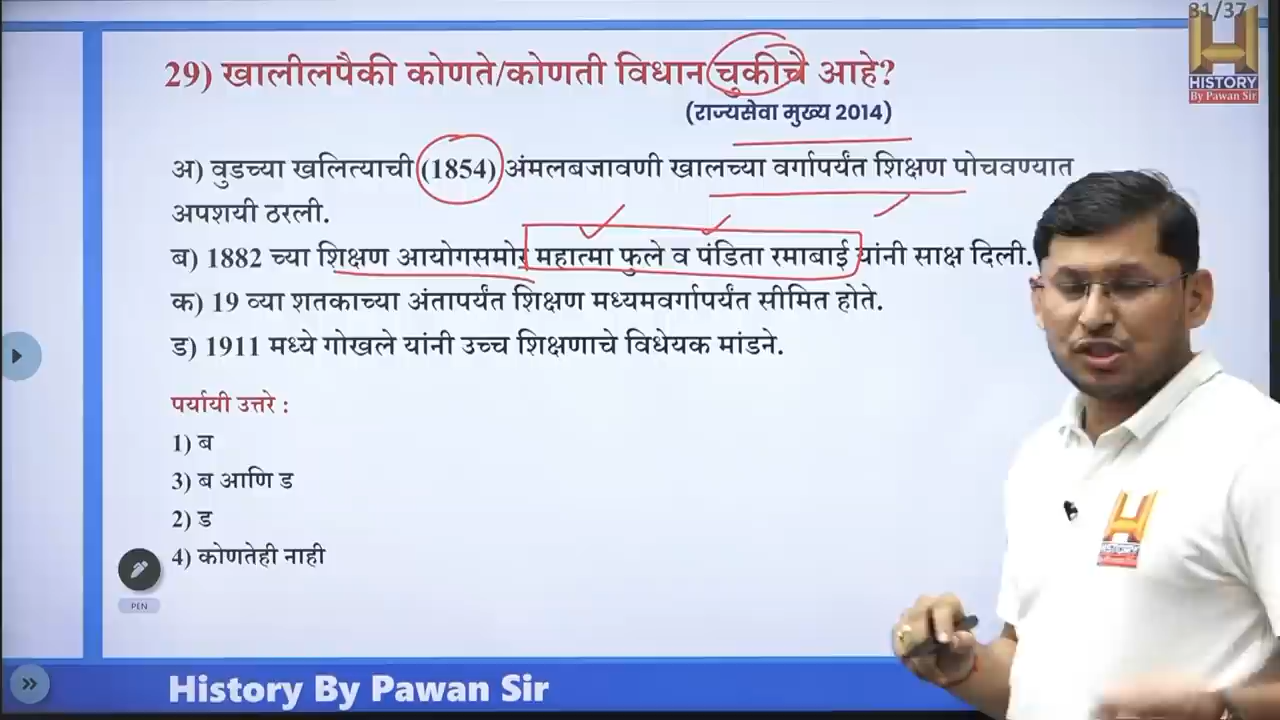 31/37
HISTORY
By Pawan Sir
29) खालीलपैकी कोणते/कोणती विधान चुकीचे आहे?
(राज्यसेवा मुख्य 2014)
अ) वुडच्या खलित्याची (1854) अंमलबजावणी खालच्या वर्गापर्यंत शिक्षण पोचवण्यात
अपशयी ठरली.
ब) 1882 च्या शिक्षण आयोगसमोर महात्मा फुले व पंडिता रमाबाई यांनी साक्ष दिली.
क) 19 व्या शतकाच्या अंतापर्यंत शिक्षण मध्यमवर्गापर्यंत सीमित होते.
ड) 1911 मध्ये गोखले यांनी उच्च शिक्षणाचे विधेयक मांडने.
पर्यायी उत्तरे :
1) ब
3) ब आणि ड
2) ड
4) कोणतेही नाही
PEN
HISTORY
History By Pawan Sir